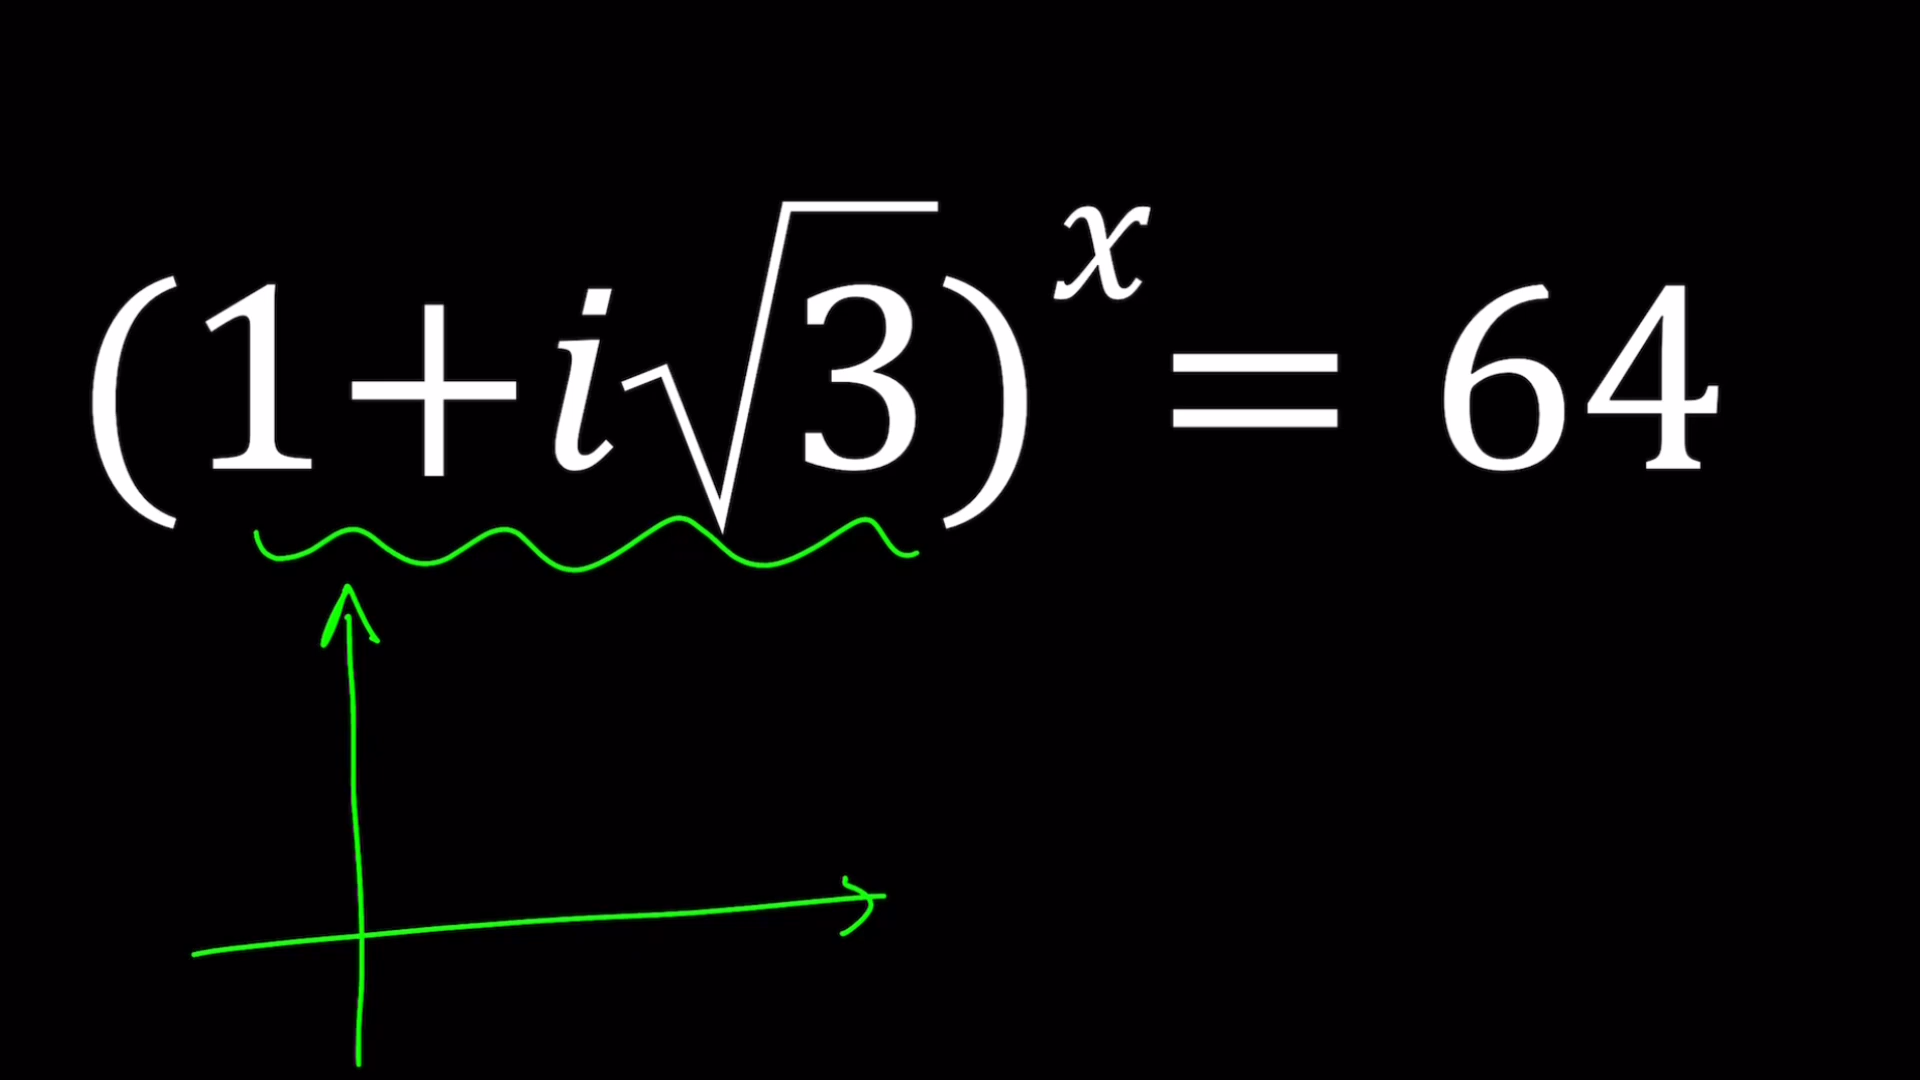 (1+i√3)^x = 64